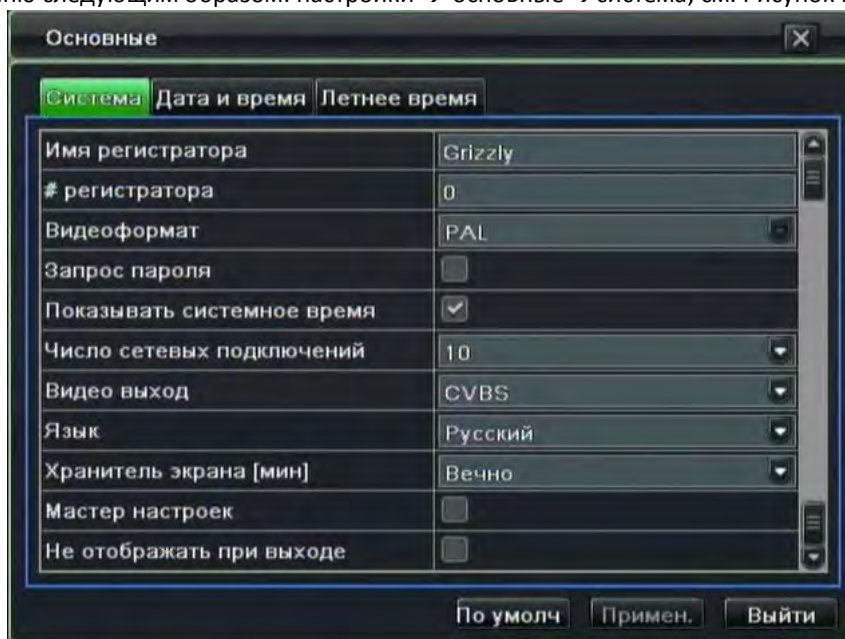 Основные
Система Дата и время Летнее время
Имя регистратора Grizzly
# регистратора 0
Видеоформат PAL
Запрос пароля
Показывать системное время
Число сетевых подключений 10
Видео выход CVBS
Язык Русский
Хранитель экрана [мин] Вечно
Мастер настроек
Не отображать при выходе
По умолч Примен. Выйти